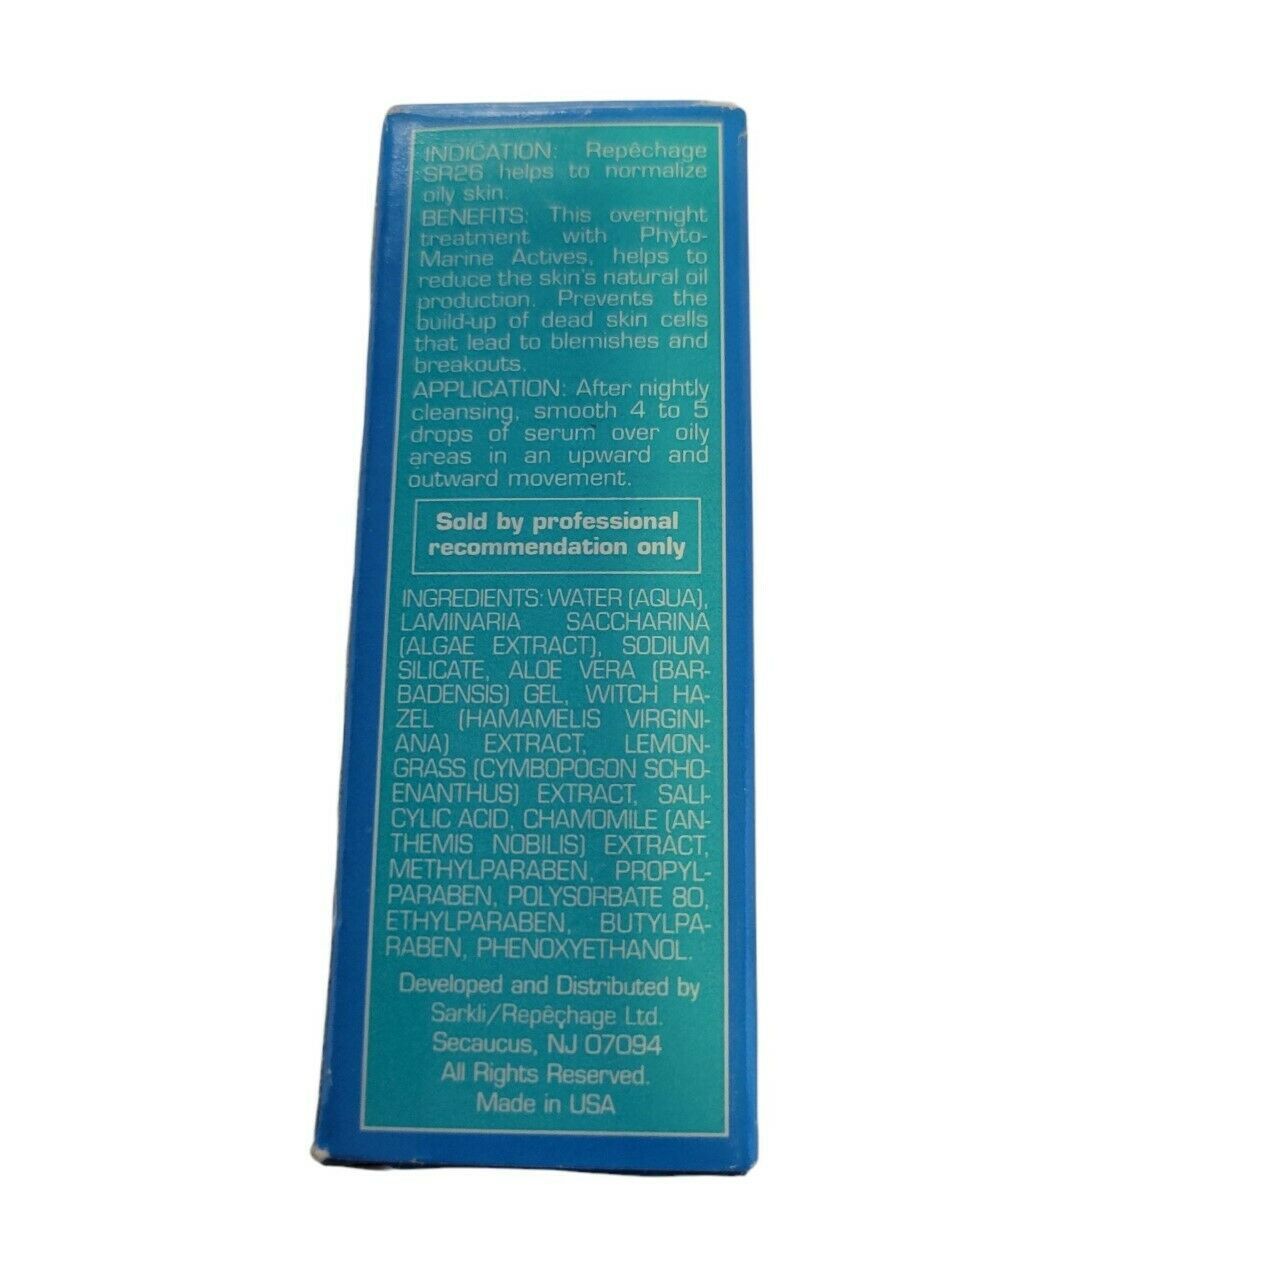 INDICATION: Repêchage
SR26 helps to normalize
oily skin.
BENEFITS: This overnight
treatment with Phyto-
Marine Actives, helps to
reduce the skin's natural oil
production. Prevents the
build-up of dead skin cells
that lead to blemishes and
breakouts.
APPLICATION: After nightly
cleansing, smooth 4 to 5
drops of serum over oily
areas in an upward and
outward movement.
Sold by professional
recommendation only
INGREDIENTS: WATER (AQUA),
LAMINARIA SACCHARINA
(ALGAE EXTRACT), SODIUM
SILICATE, ALOE VERA (BAR-
BADENSIS) GEL, WITCH HA-
ZEL (HAMAMELIS VIRGINI-
ANA) EXTRACT, LEMON-
GRASS (CYMBOPOGON SCHO-
ENANTHUS) EXTRACT, SALI-
CYLIC ACID, CHAMOMILE (AN-
THEMIS NOBILIS) EXTRACT,
METHYLPARABEN, PROPYL-
PARABEN, POLYSORBATE 80,
ETHYLPARABEN, BUTYLPA-
RABEN, PHENOXYETHANOL.
Developed and Distributed by
Sarkli/Repêçhage Ltd.
Secaucus, NJ 07094
All Rights Reserved.
Made in USA